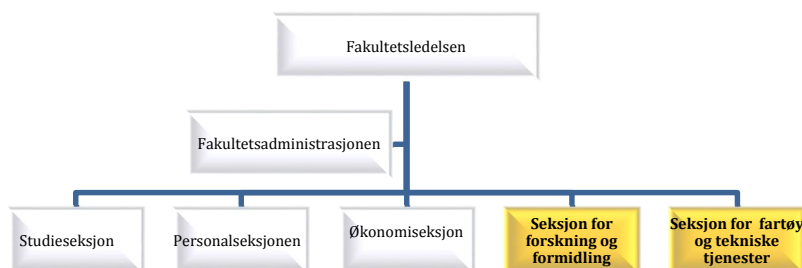 Fakultetsledelsen
Fakultetsadministrasjonen
Studieseksjon
Personalseksjonen
Økonomiseksjon
Seksjon for
forskning og
formidling
Seksjon for fartøy
og tekniske
tjenester